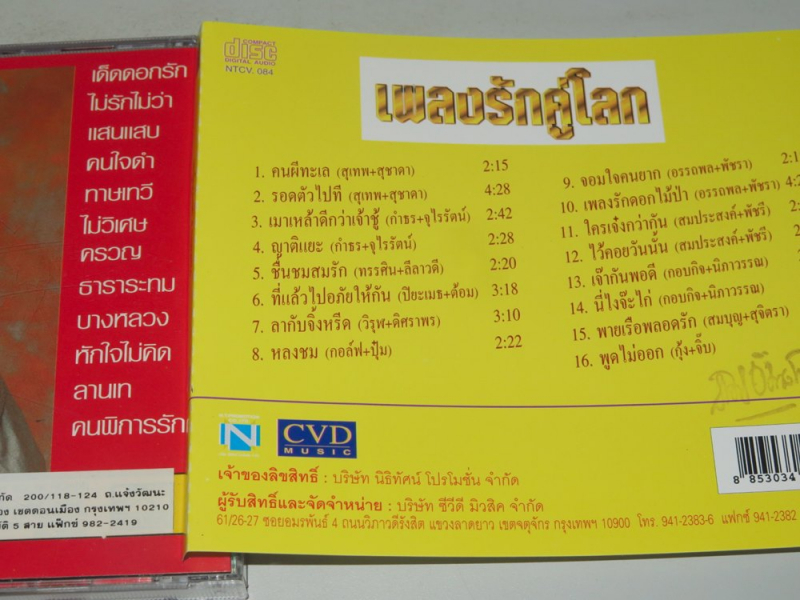 เด็ดดอกรัก
ไม่รักไม่ว่า
แสนแสบ
คนใจดำ
ทาษเทวี
ไม่วิเศษ
ครวญ
ธาราระทม
บางหลวง
หักใจไม่คิด
ลานเท
คนพิการรัก
กัด 200/118-124 ถ.แจ้งวัฒนะ
อง เขตดอนเมือง กรุงเทพฯ 10210
ัติ 5 สาย แฟ็กซ์ 982-2419
COMPACT
disc
DIGITAL AUDIO
NTCV. 084
เพลงรักคู่โลก
1. คนผีทะเล (สุเทพ+สุชาดา) 2:15
2. รอดตัวไปที (สุเทพ+สุชาดา) 4:28
3. เมาเหล้าดีกว่าเจ้าชู้ (กำธร+จุไรรัตน์) 2:42
4. ญาติแยะ (กำธร+จุไรรัตน์) 2:28
5. ชื่นชมสมรัก (ทรรศิน+ลีลาวดี) 2:20
6. ที่แล้วไปอภัยให้กัน (ปิยะเมธ+ต้อม) 3:18
7. ลากับจิ้งหรีด (วิรุฬ+ดิศราพร) 3:10
8. หลงชม (กอล์ฟ+ปุ้ม) 2:22
9. จอมใจคนยาก (อรรถพล+พัชรา) 2:1
10. เพลงรักดอกไม้ป่า (อรรถพล+พัชรา) 4:2
11. ใครเจ๋งกว่ากัน (สมประสงค์+พัชรี) 2:
12. ไว้คอยวันนั้น (สมประสงค์+พัชรี) 2
13. เจ๊ากันพอดี (กอบกิจ+นิภาวรรณ)
14. นี่ไงจ๊ะไก่ (กอบกิจ+นิภาวรรณ)
15. พายเรือพลอดรัก (สมบุญ+สุจิตรา)
16. พูดไม่ออก (กุ้ง+จิ๊บ)
N
CVD
MUSIC
เจ้าของลิขสิทธิ์ : บริษัท นิธิทัศน์ โปรโมชั่น จำกัด
ผู้รับสิทธิ์และจัดจำหน่าย : บริษัท ซีวีดี มิวสิค จำกัด
61/26-27 ซอยอมรพันธ์ 4 ถนนวิภาวดีรังสิต แขวงลาดยาว เขตจตุจักร กรุงเทพฯ 10900 โทร. 941-2383-6 แฟกซ์ 941-2382
8 853034